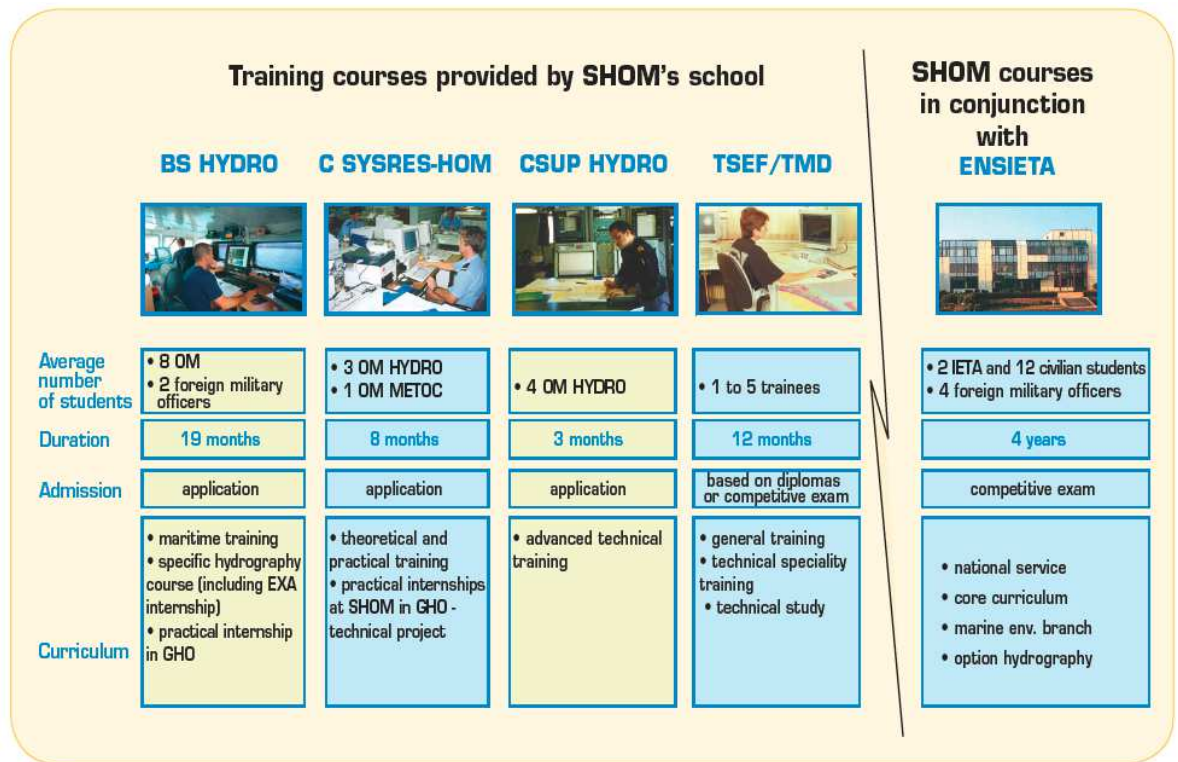 Training courses provided by SHOM's school
SHOM courses
in conjunction
with
ENSIETA
BS HYDRO
C SYSRES-HOM
CSUP HYDRO
TSEF/TMD
Average
number
of students
• 8 OM
• 2 foreign military
officers
• 3 OM HYDRO
• 1 OM METOC
• 4 OM HYDRO
• 1 to 5 trainees
• 2 IETA and 12 civilian students
• 4 foreign military officers
Duration
19 months
8 months
3 months
12 months
4 years
Admission
application
application
application
based on diplomas
or competitive exam
competitive exam
Curriculum
• maritime training
• specific hydrography
course (including EXA
internship)
• practical internship
in GHO
• theoretical and
practical training
• practical internships
at SHOM in GHO -
technical project
• advanced technical
training
• general training
• technical speciality
training
• technical study
• national service
• core curriculum
• marine env. branch
• option hydrography